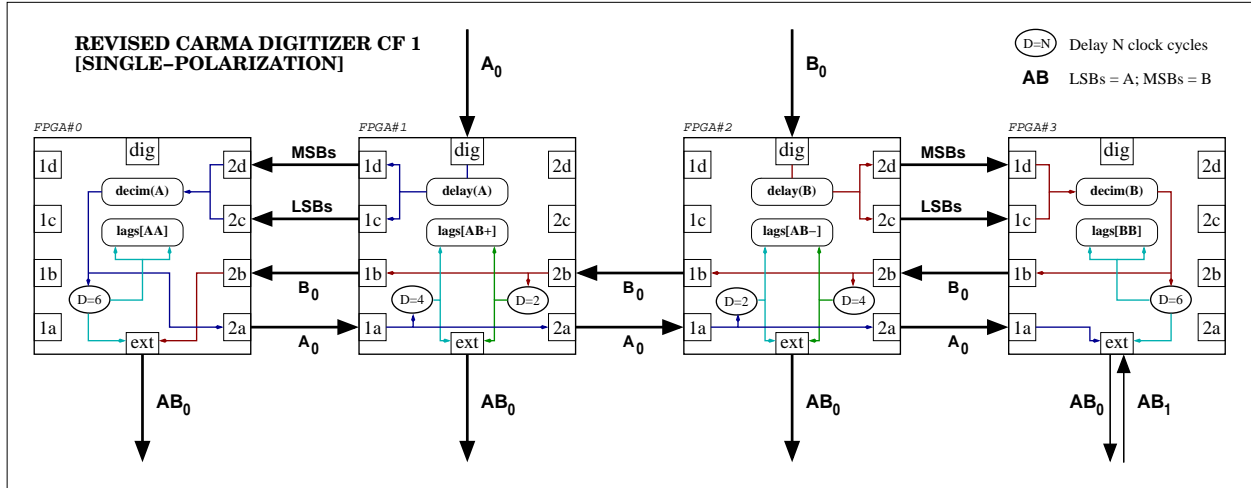 REVISED CARMA DIGITIZER CF 1
[SINGLE–POLARIZATION]
A0
B0
D=N Delay N clock cycles
AB LSBs = A; MSBs = B
FPGA#0 FPGA#1 FPGA#2 FPGA#3
dig dig dig dig
1d 2d MSBs 1d 2d 1d 2d MSBs 1d 2d
decim(A) delay(A) delay(B) decim(B)
1c 2c LSBs 1c 2c 1c 2c LSBs 1c 2c
lags[AA] lags[AB+] lags[AB–] lags[BB]
1b 2b 1b 2b 1b 2b 1b 2b
B0 B0 B0
D=6 D=4 D=2 D=2 D=4 D=6
1a 2a 1a 2a 1a 2a 1a 2a
A0 A0 A0
ext ext ext ext
AB0 AB0 AB0 AB0 AB1